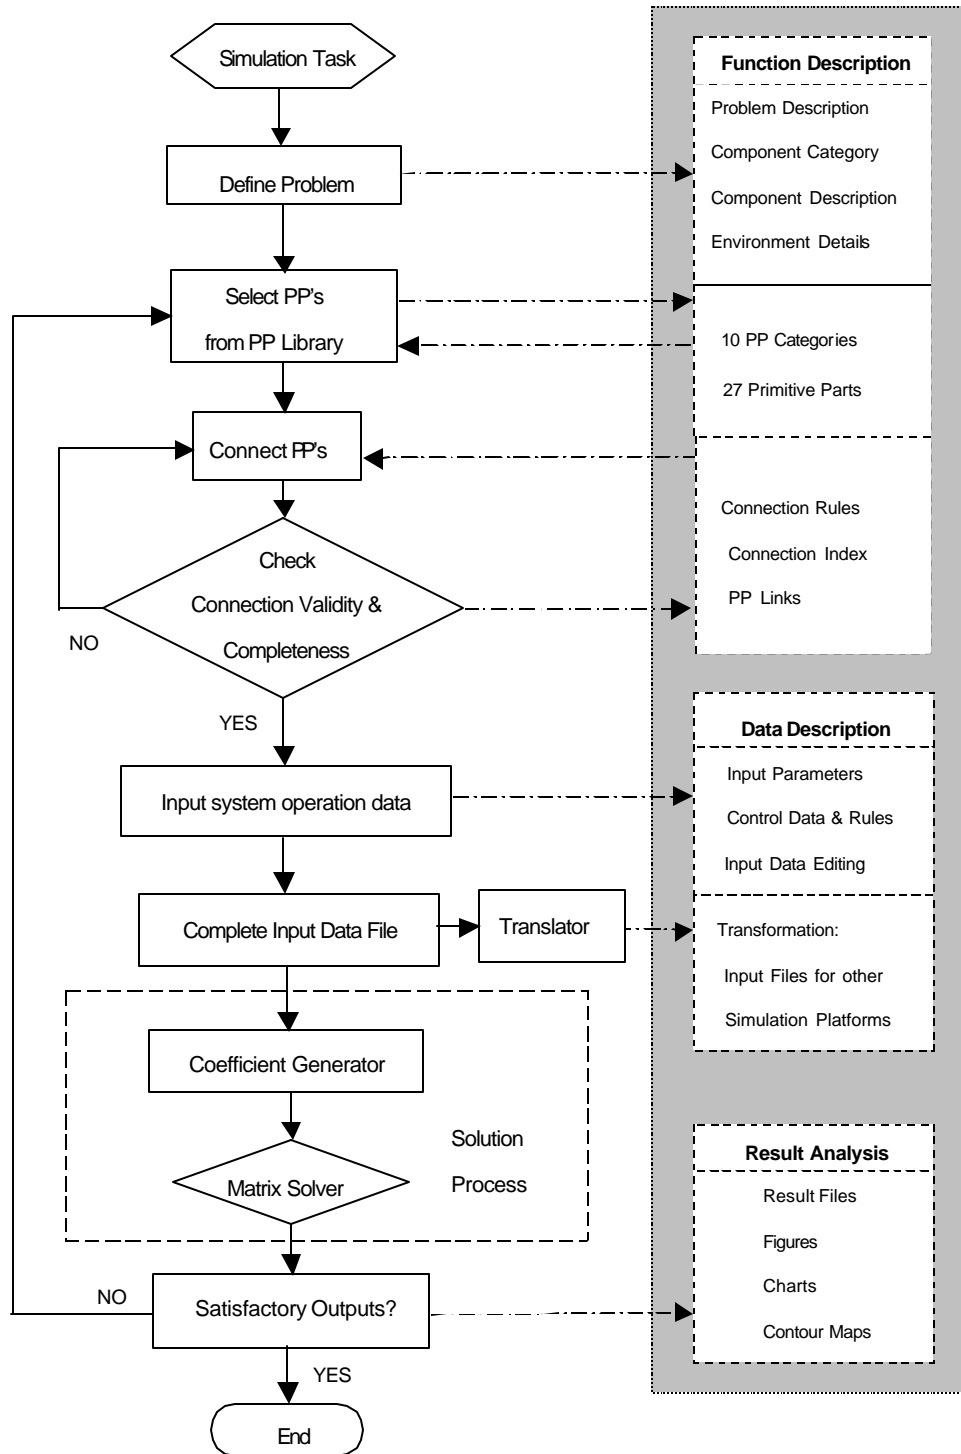 Simulation Task
Define Problem
Select PP's
from PP Library
Connect PP's
Check
Connection Validity &
Completeness
NO
YES
Input system operation data
Complete Input Data File
Translator
Coefficient Generator
Matrix Solver
Solution
Process
Satisfactory Outputs?
NO
YES
End
Function Description
Problem Description
Component Category
Component Description
Environment Details
10 PP Categories
27 Primitive Parts
Connection Rules
Connection Index
PP Links
Data Description
Input Parameters
Control Data & Rules
Input Data Editing
Transformation:
Input Files for other
Simulation Platforms
Result Analysis
Result Files
Figures
Charts
Contour Maps